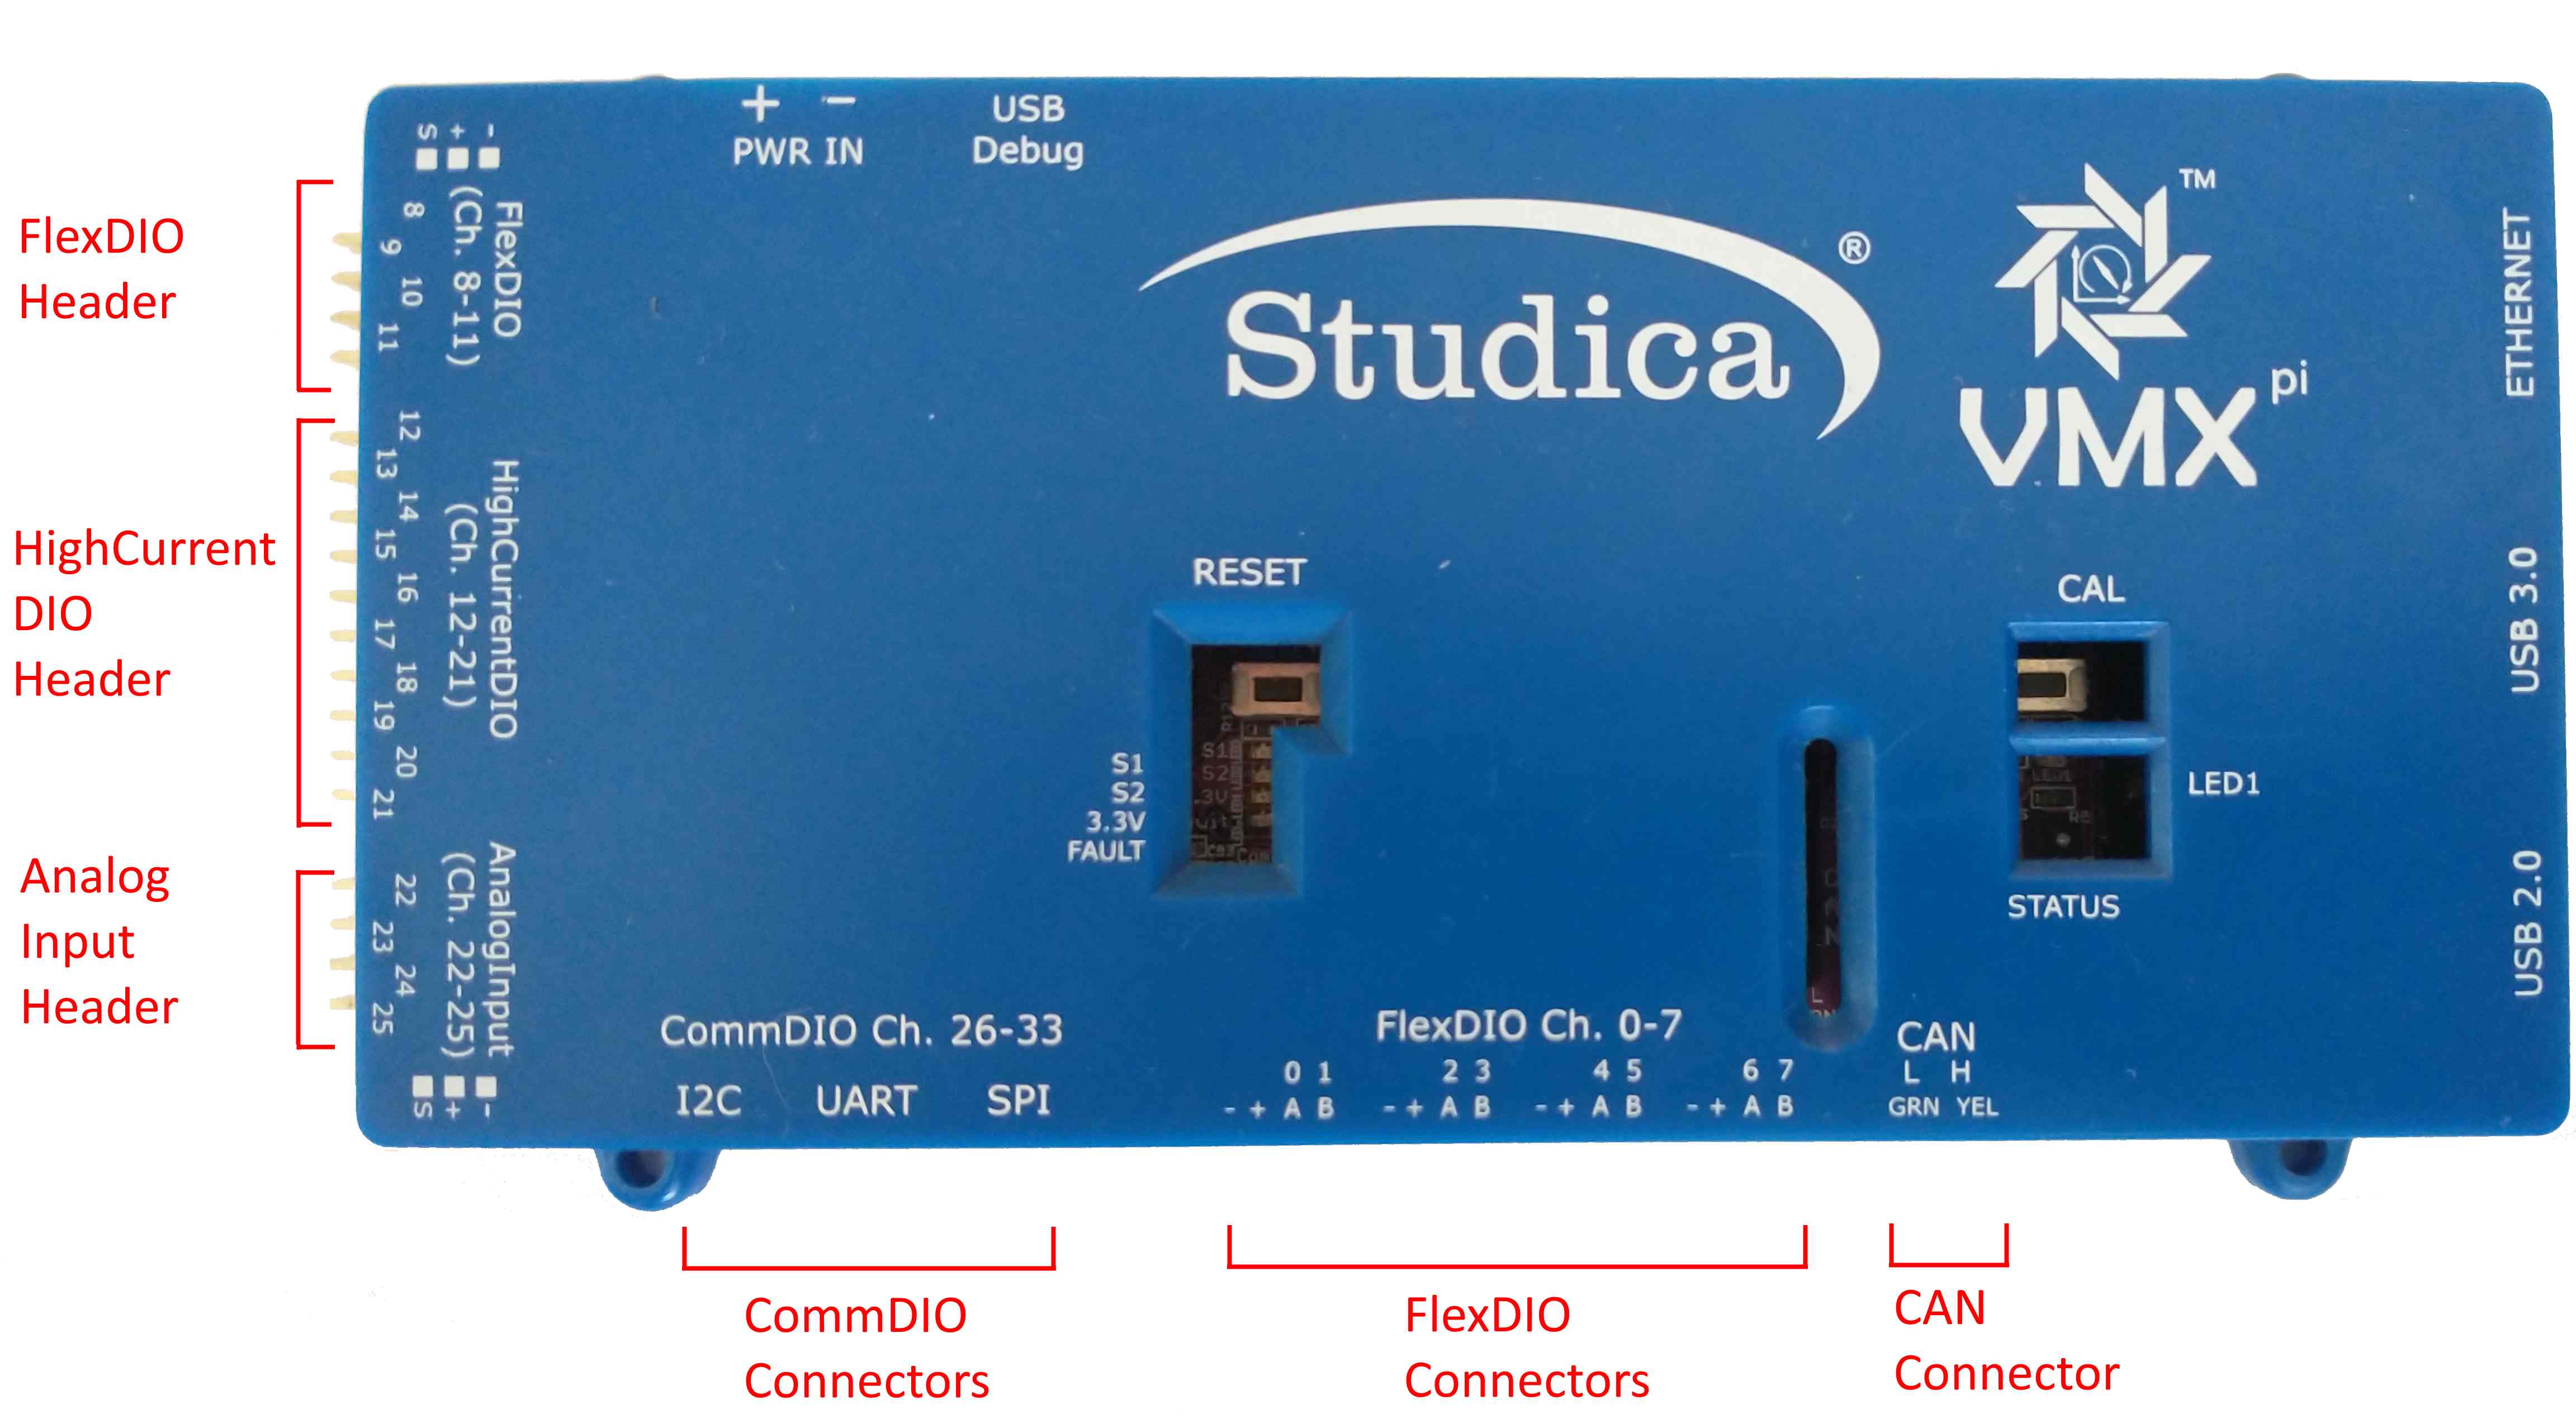 + -
PWR IN
USB
Debug
- + S
FlexDIO
(Ch. 8-11)
8
9
10
11
HighCurrentDIO
(Ch. 12-21)
12
13
14
15
16
17
18
19
20
21
AnalogInput
(Ch. 22-25)
22
23
24
25
- + S
Studica®
™
VMX pi
ETHERNET
USB 3.0
USB 2.0
RESET
S1
S2
3.3V
FAULT
S1
S2
CAL
LED1
STATUS
CommDIO Ch. 26-33
I2C UART SPI
FlexDIO Ch. 0-7
0 1 2 3 4 5 6 7
- + A B - + A B - + A B - + A B
CAN
L H
GRN YEL
FlexDIO
Header
HighCurrent
DIO
Header
Analog
Input
Header
CommDIO
Connectors
FlexDIO
Connectors
CAN
Connector